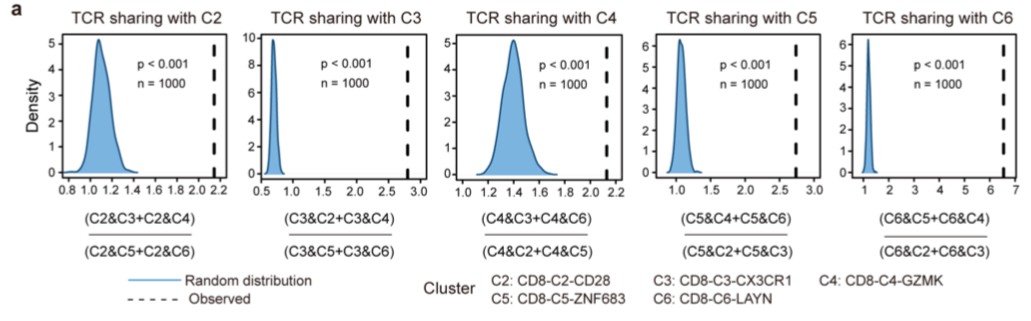 a
TCR sharing with C2 TCR sharing with C3 TCR sharing with C4 TCR sharing with C5 TCR sharing with C6
Density
5 4 3 2 1 0
p < 0.001
n = 1000
0.8 1.0 1.2 1.4 1.6 1.8 2.0 2.2
10 8 6 4 2 0
p < 0.001
n = 1000
0.5 1.0 1.5 2.0 2.5 3.0
5 4 3 2 1 0
p < 0.001
n = 1000
1.0 1.2 1.4 1.6 1.8 2.0 2.2
6 5 4 3 2 1 0
p < 0.001
n = 1000
1.0 1.5 2.0 2.5 3.0
6 5 4 3 2 1 0
p < 0.001
n = 1000
1 2 3 4 5 6 7
(C2&C3+C2&C4) (C3&C2+C3&C4) (C4&C3+C4&C6) (C5&C4+C5&C6) (C6&C5+C6&C4)
(C2&C5+C2&C6) (C3&C5+C3&C6) (C4&C2+C4&C5) (C5&C2+C5&C3) (C6&C2+C6&C3)
Random distribution
Observed
Cluster
C2: CD8-C2-CD28 C3: CD8-C3-CX3CR1 C4: CD8-C4-GZMK
C5: CD8-C5-ZNF683 C6: CD8-C6-LAYN